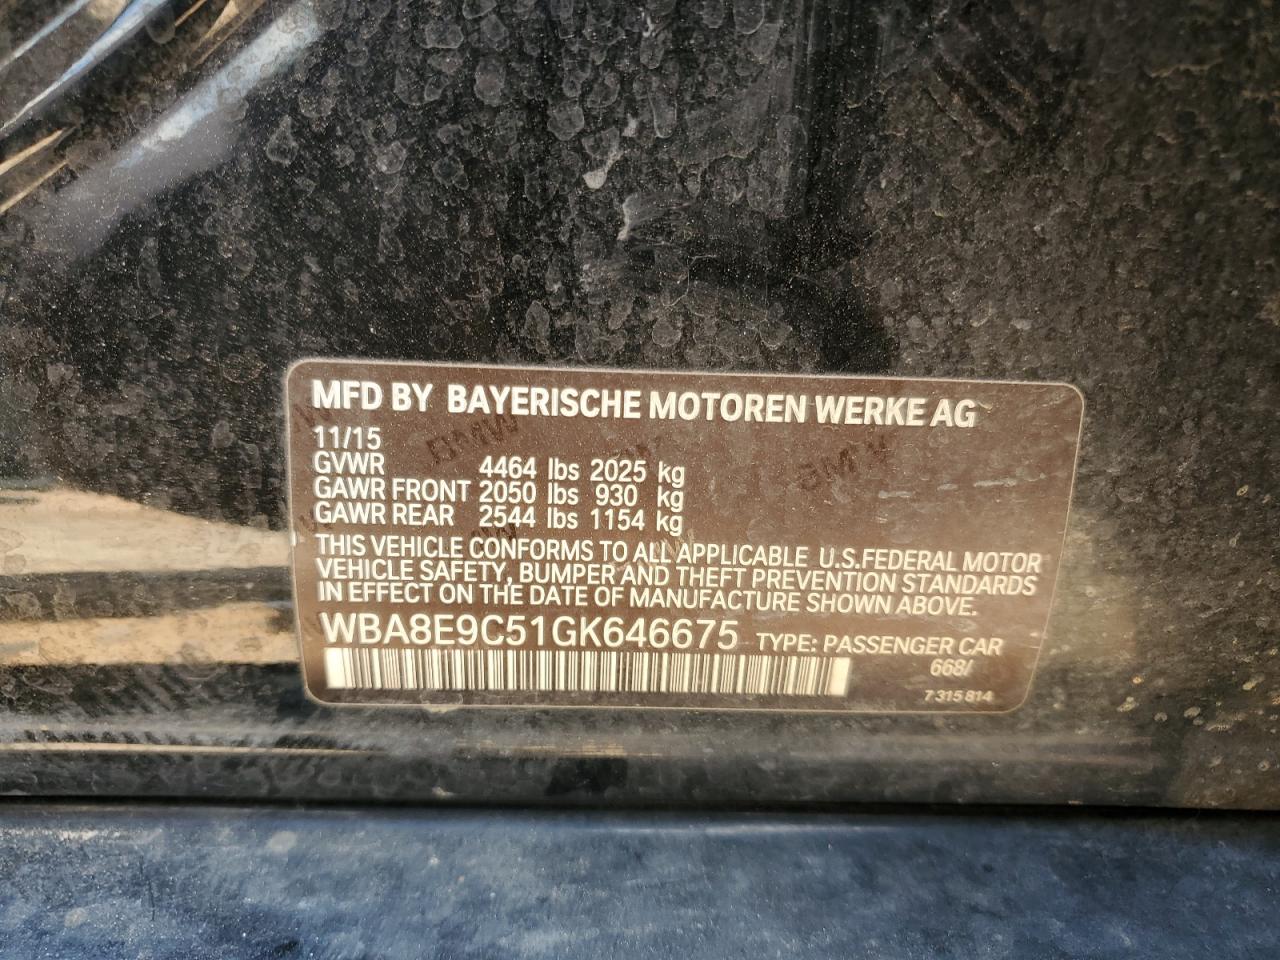 MFD BY BAYERISCHE MOTOREN WERKE AG
11/15
GVWR 4464 lbs 2025 kg
GAWR FRONT 2050 lbs 930 kg
GAWR REAR 2544 lbs 1154 kg
THIS VEHICLE CONFORMS TO ALL APPLICABLE U.S.FEDERAL MOTOR
VEHICLE SAFETY, BUMPER AND THEFT PREVENTION STANDARDS
IN EFFECT ON THE DATE OF MANUFACTURE SHOWN ABOVE.
WBA8E9C51GK646675 TYPE: PASSENGER CAR
668/
7 315 814